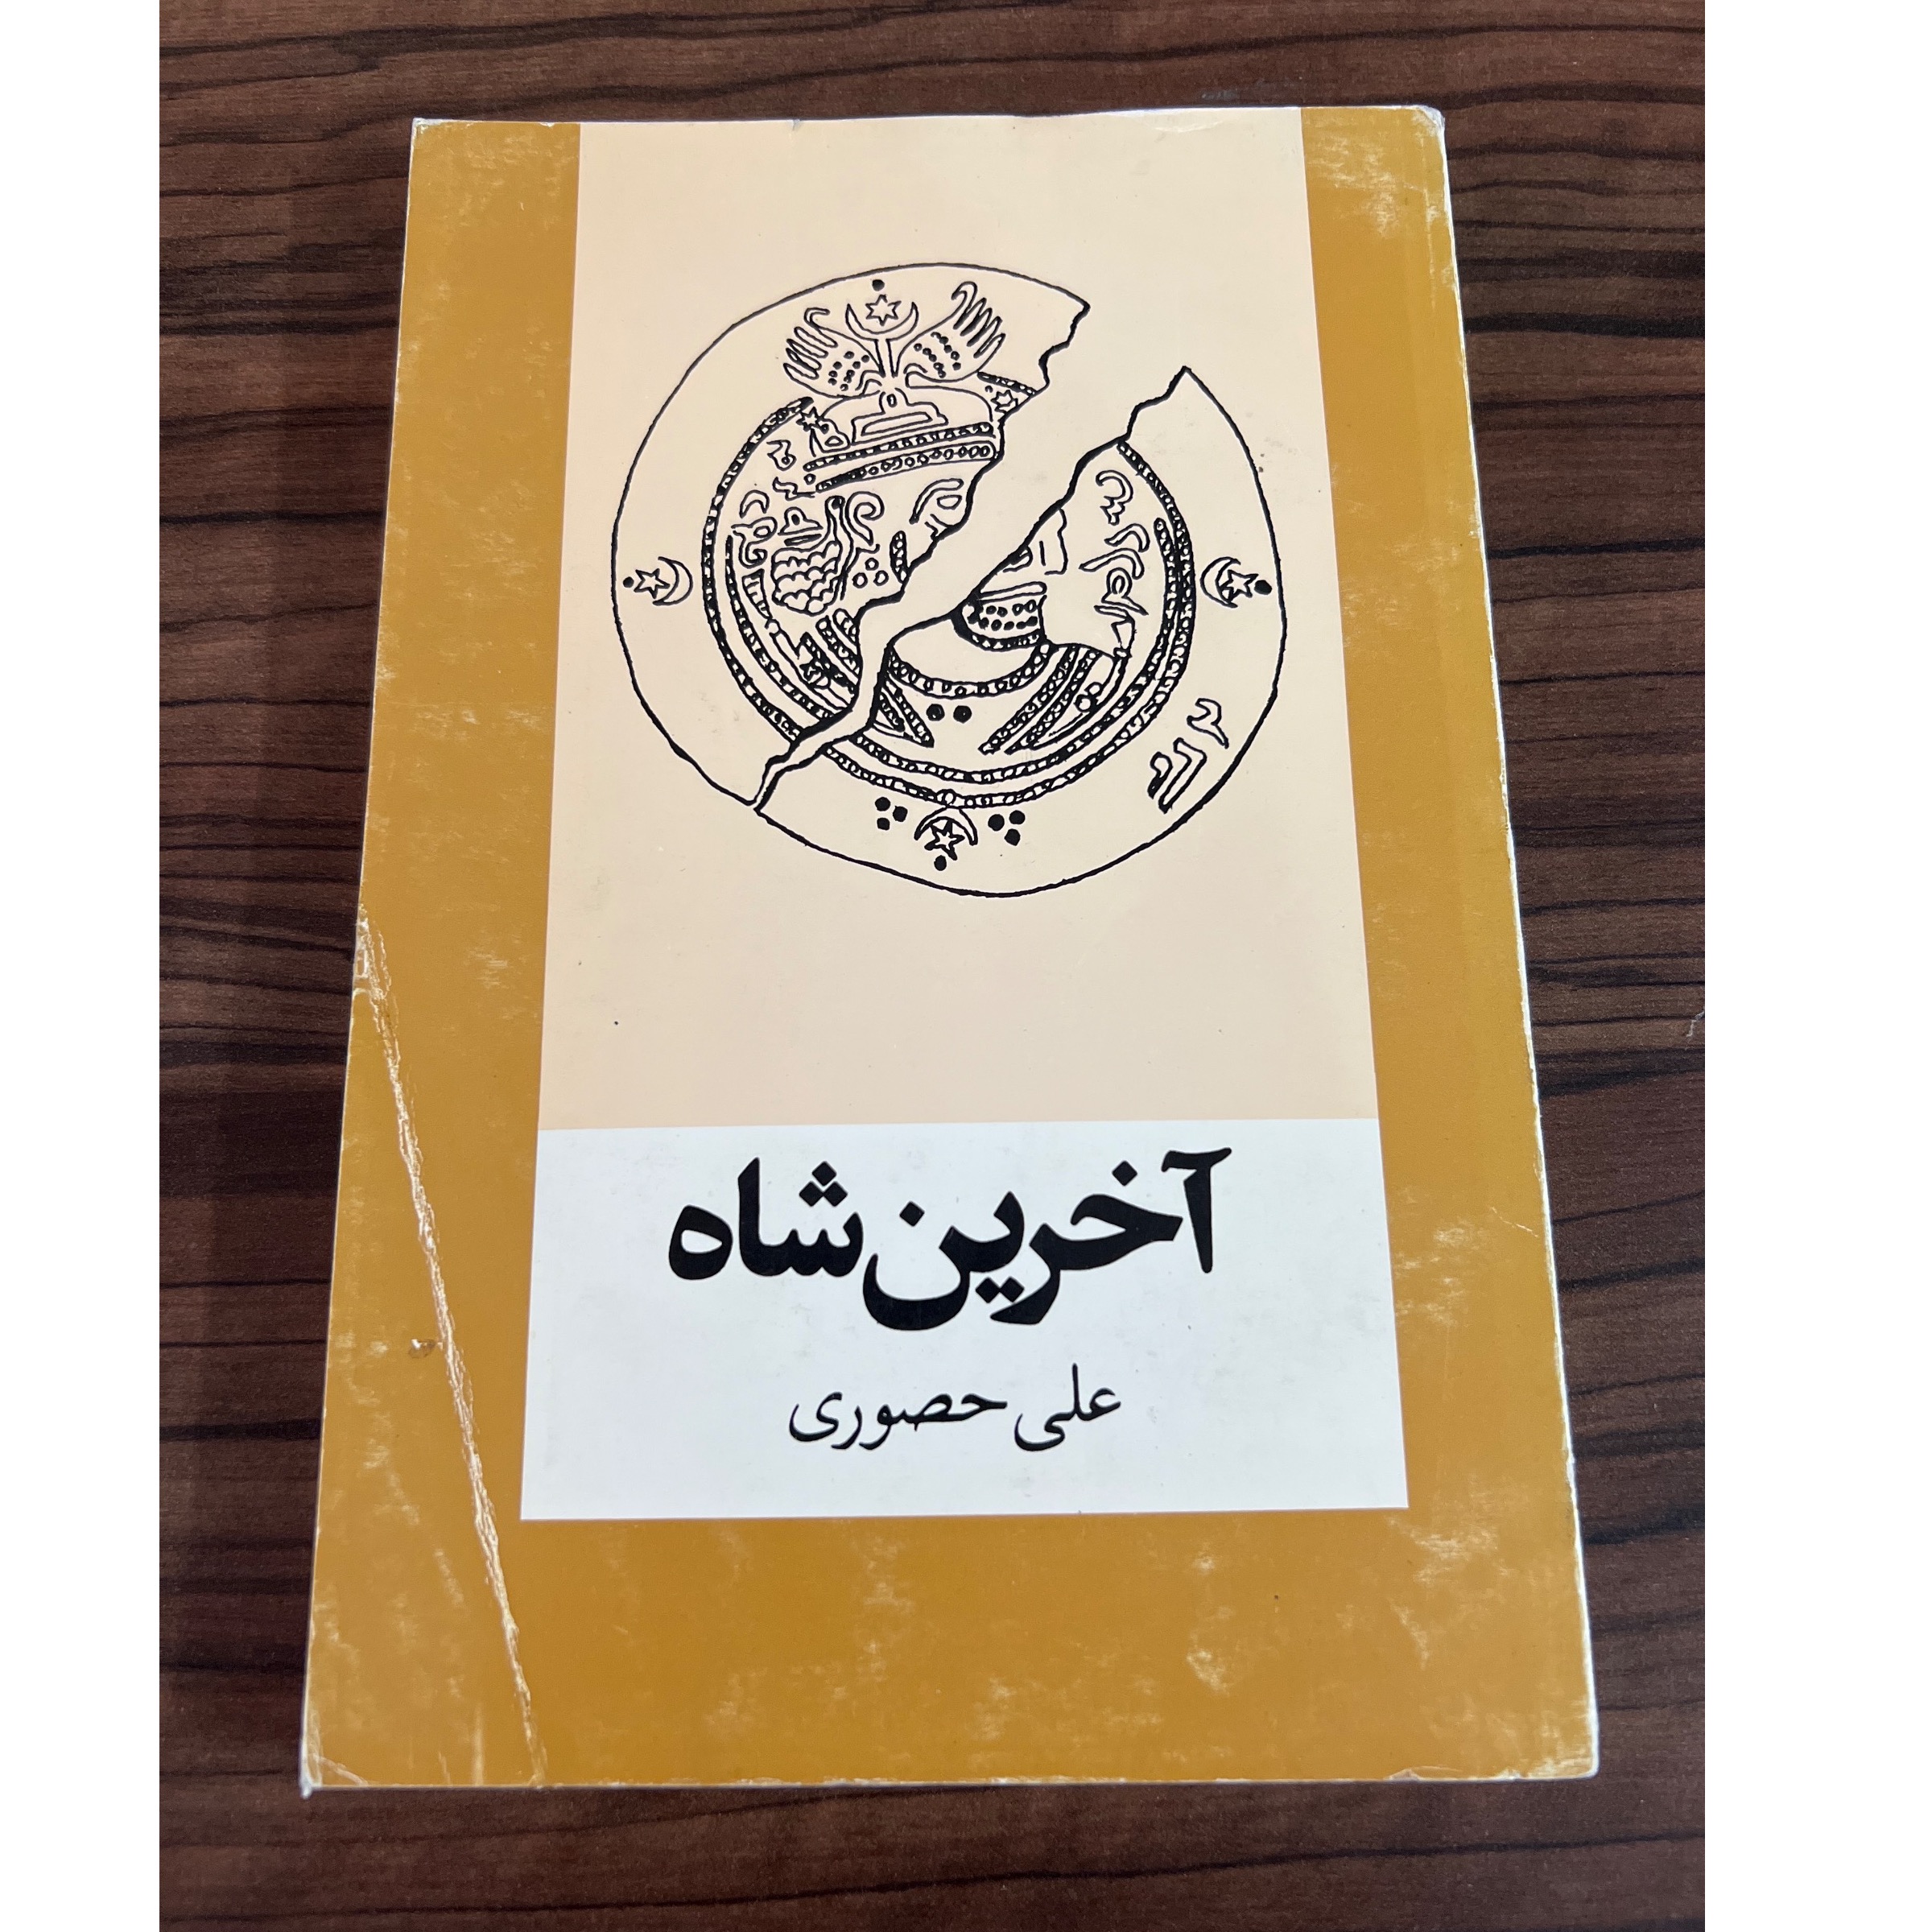 آخرین شاه
علی حصوری